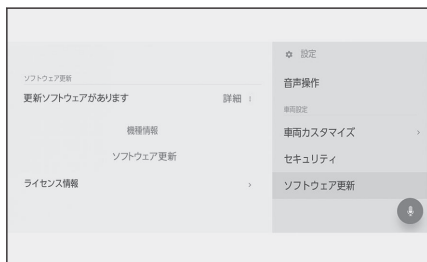 ソフトウェア更新
更新ソフトウェアがあります
詳細
機種情報
ソフトウェア更新
ライセンス情報
設定
音声操作
車両設定
車両カスタマイズ
セキュリティ
ソフトウェア更新